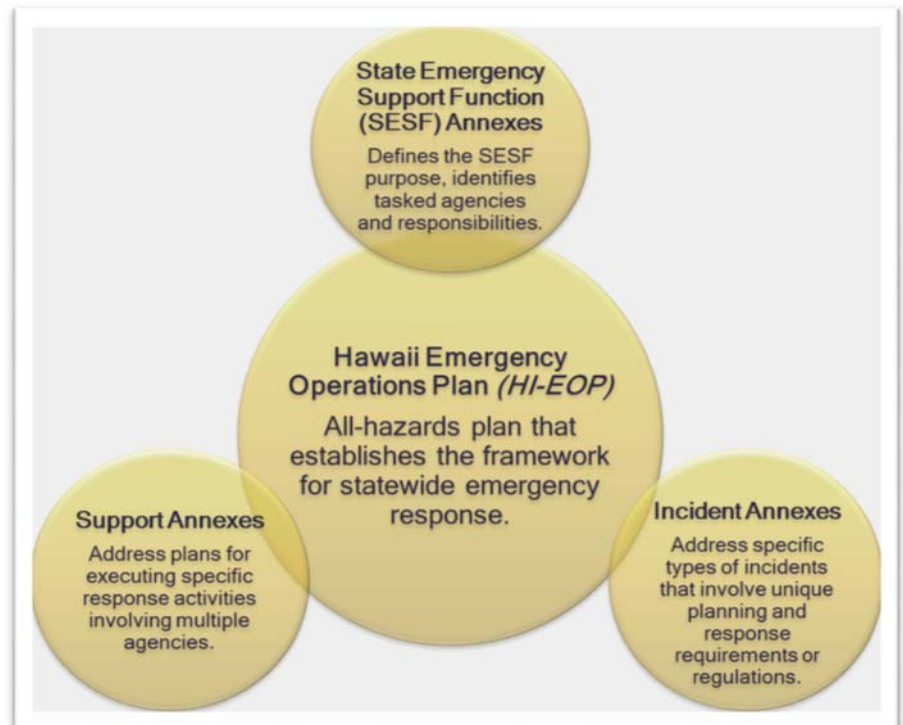 State Emergency
Support Function
(SESF) Annexes
Defines the SESF
purpose, identifies
tasked agencies
and responsibilities.
Hawaii Emergency
Operations Plan (HI-EOP)
All-hazards plan that
establishes the framework
for statewide emergency
response.
Support Annexes
Address plans for
executing specific
response activities
involving multiple
agencies.
Incident Annexes
Address specific
types of incidents
that involve unique
planning and
response
requirements or
regulations.